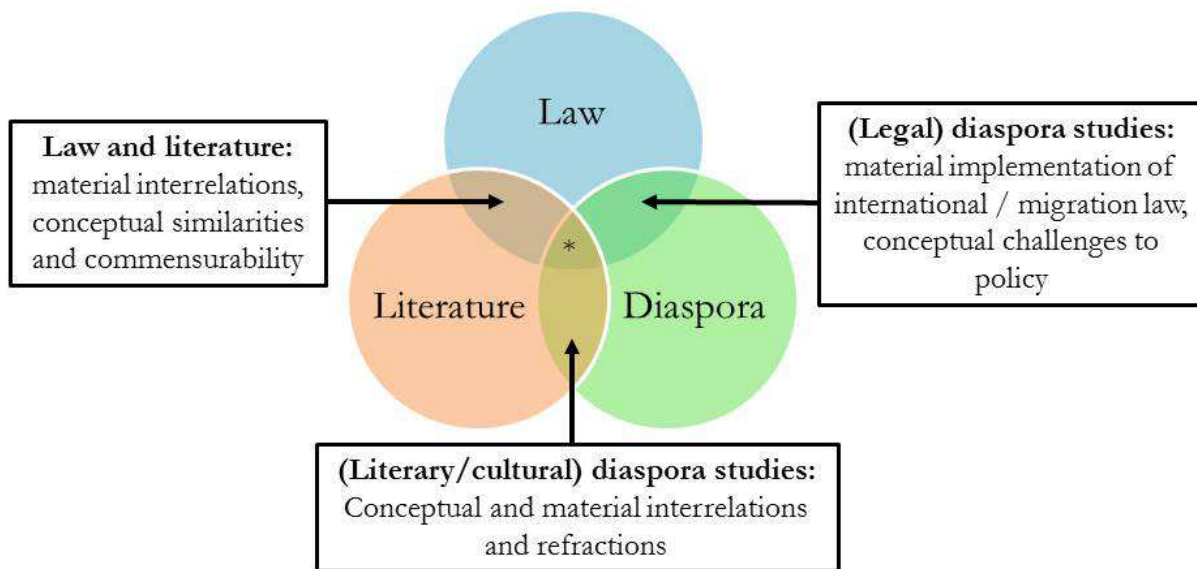 Law
Law and literature:
material interrelations,
conceptual similarities
and commensurability
(Legal) diaspora studies:
material implementation of
international / migration law,
conceptual challenges to
policy
*
Literature
Diaspora
(Literary/cultural) diaspora studies:
Conceptual and material interrelations
and refractions